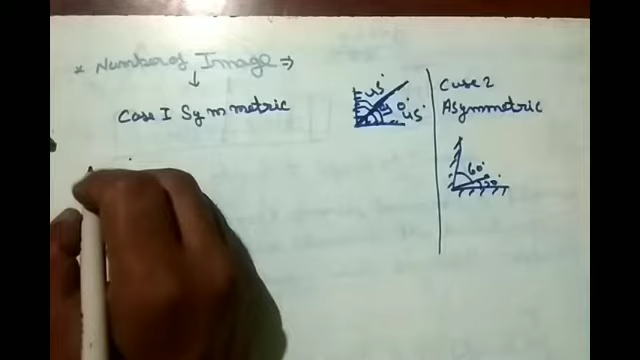 * Number of Image ⇒
↓
Case I Symmetric
45°
45°
Case 2
Asymmetric
60°